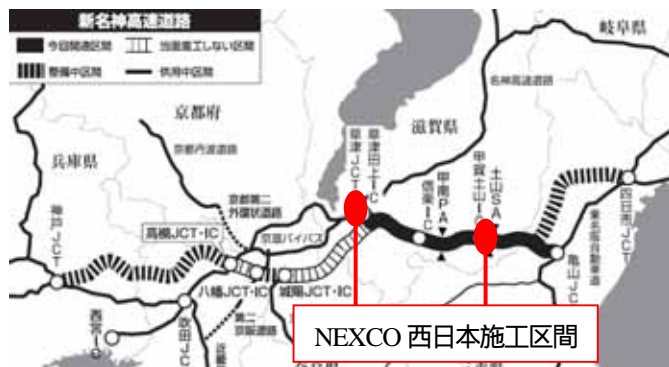 新名神高速道路
今回開通区間
当面着工しない区間
整備中区間
供用中区間
岐阜県
名神高速道路
京都府
滋賀県
京都丹波道路
兵庫県
草津JCT
草津田上IC
甲南PA
信楽IC
甲賀土山IC
土山SA
四日市JCT
東名阪自動車道
亀山JCT
京都第二
外環状道路
京滋バイパス
神戸JCT
高槻JCT・IC
八幡JCT・IC
城陽JCT・IC
第二
京阪道路
西宮IC
吹田JCT
NEXCO 西日本施工区間